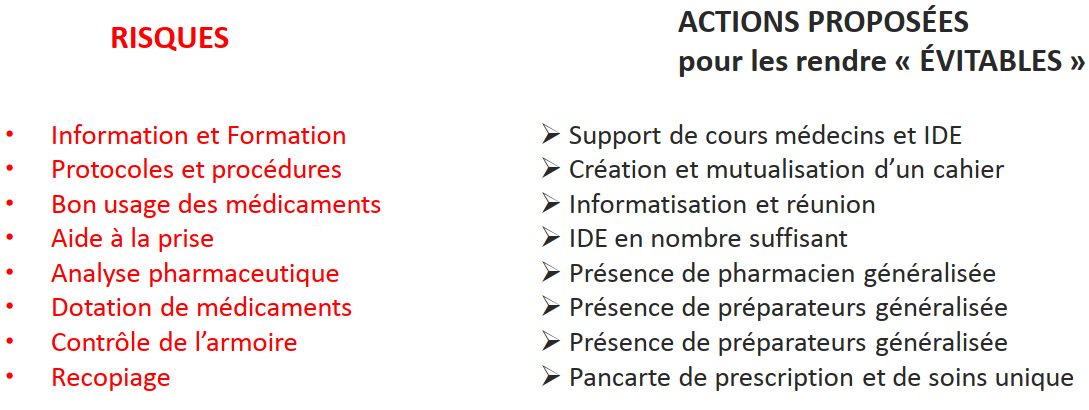 RISQUES
ACTIONS PROPOSÉES
pour les rendre « ÉVITABLES »
• Information et Formation
➢ Support de cours médecins et IDE
• Protocoles et procédures
➢ Création et mutualisation d’un cahier
• Bon usage des médicaments
➢ Informatisation et réunion
• Aide à la prise
➢ IDE en nombre suffisant
• Analyse pharmaceutique
➢ Présence de pharmacien généralisée
• Dotation de médicaments
➢ Présence de préparateurs généralisée
• Contrôle de l’armoire
➢ Présence de préparateurs généralisée
• Recopiage
➢ Pancarte de prescription et de soins unique